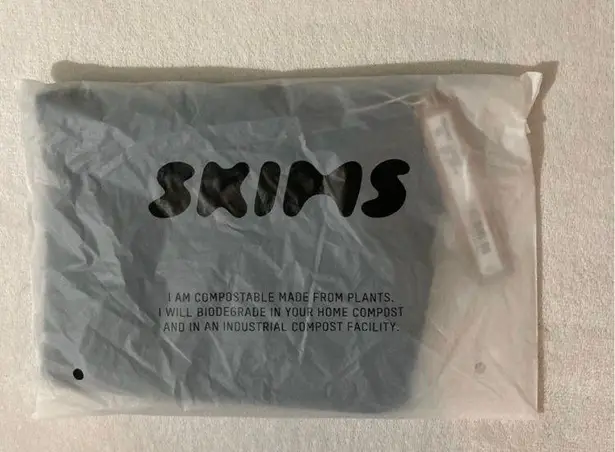 SKIMS
I AM COMPOSTABLE MADE FROM PLANTS.
I WILL BIODEGRADE IN YOUR HOME COMPOST
AND IN AN INDUSTRIAL COMPOST FACILITY.